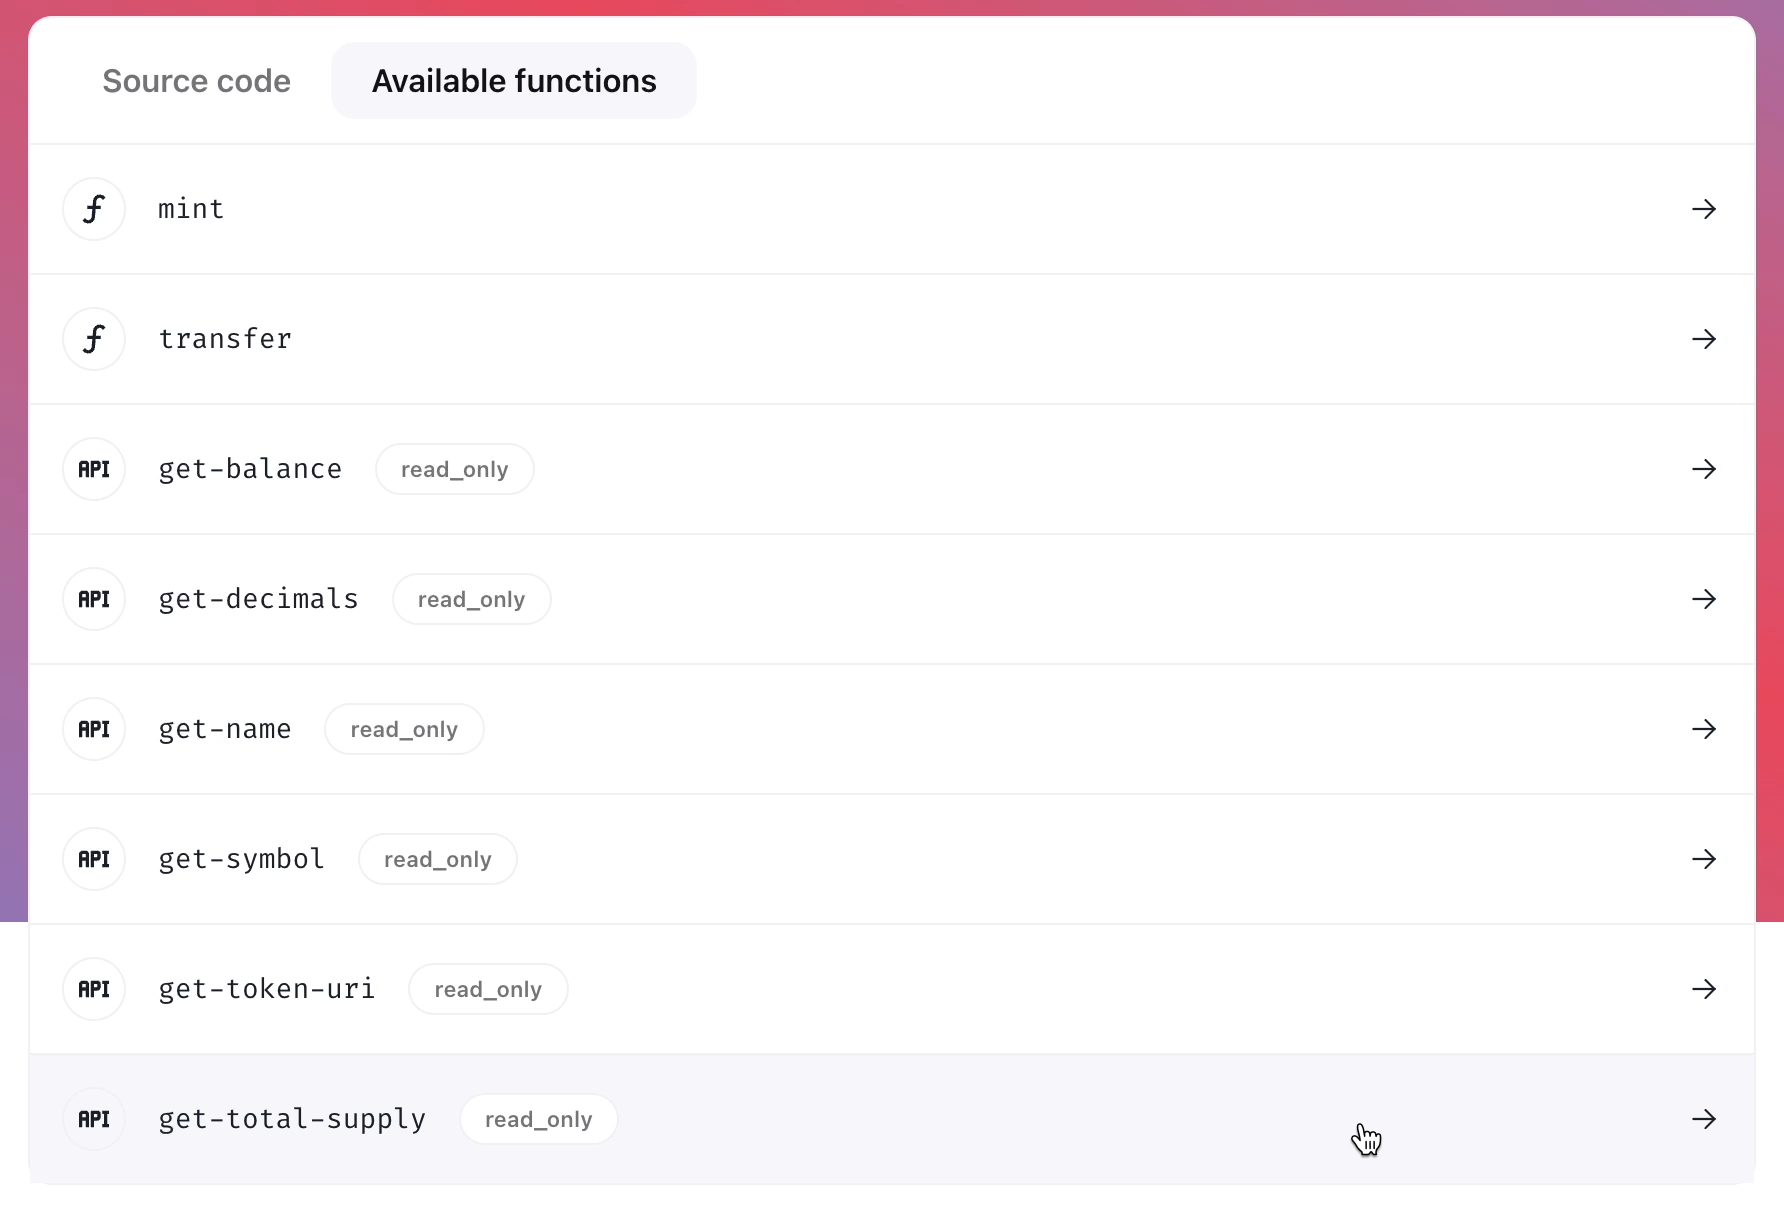 Source code Available functions
ƒ mint
ƒ transfer
API get-balance read_only
API get-decimals read_only
API get-name read_only
API get-symbol read_only
API get-token-uri read_only
API get-total-supply read_only